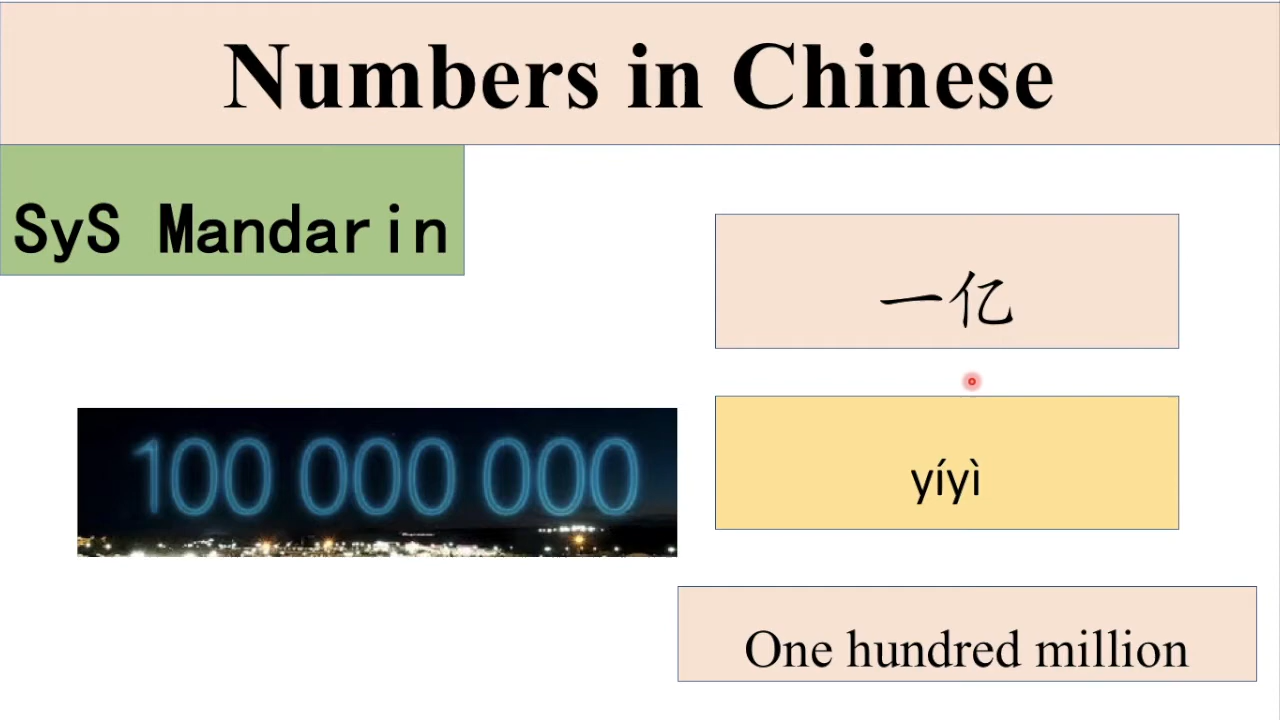 Numbers in Chinese
SyS Mandarin
一亿
100 000 000
yíyì
One hundred million